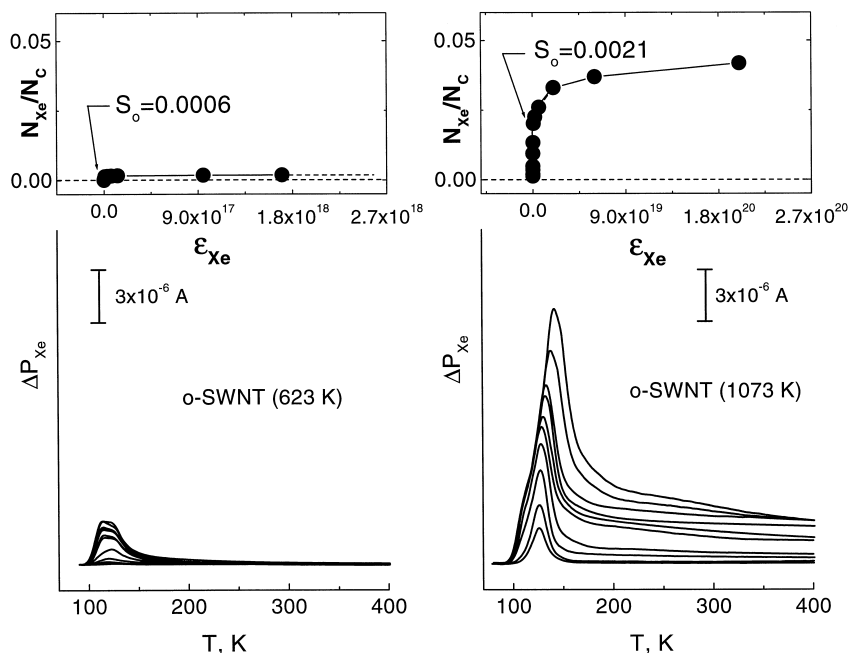 0.05
N_Xe/N_C
S_o=0.0006
0.00
0.0
9.0x10^17
1.8x10^18
2.7x10^18
ε_Xe
3x10^-6 A
ΔP_Xe
o-SWNT (623 K)
100
200
300
400
T, K
0.05
N_Xe/N_C
S_o=0.0021
0.00
0.0
9.0x10^19
1.8x10^20
2.7x10^20
ε_Xe
3x10^-6 A
ΔP_Xe
o-SWNT (1073 K)
100
200
300
400
T, K